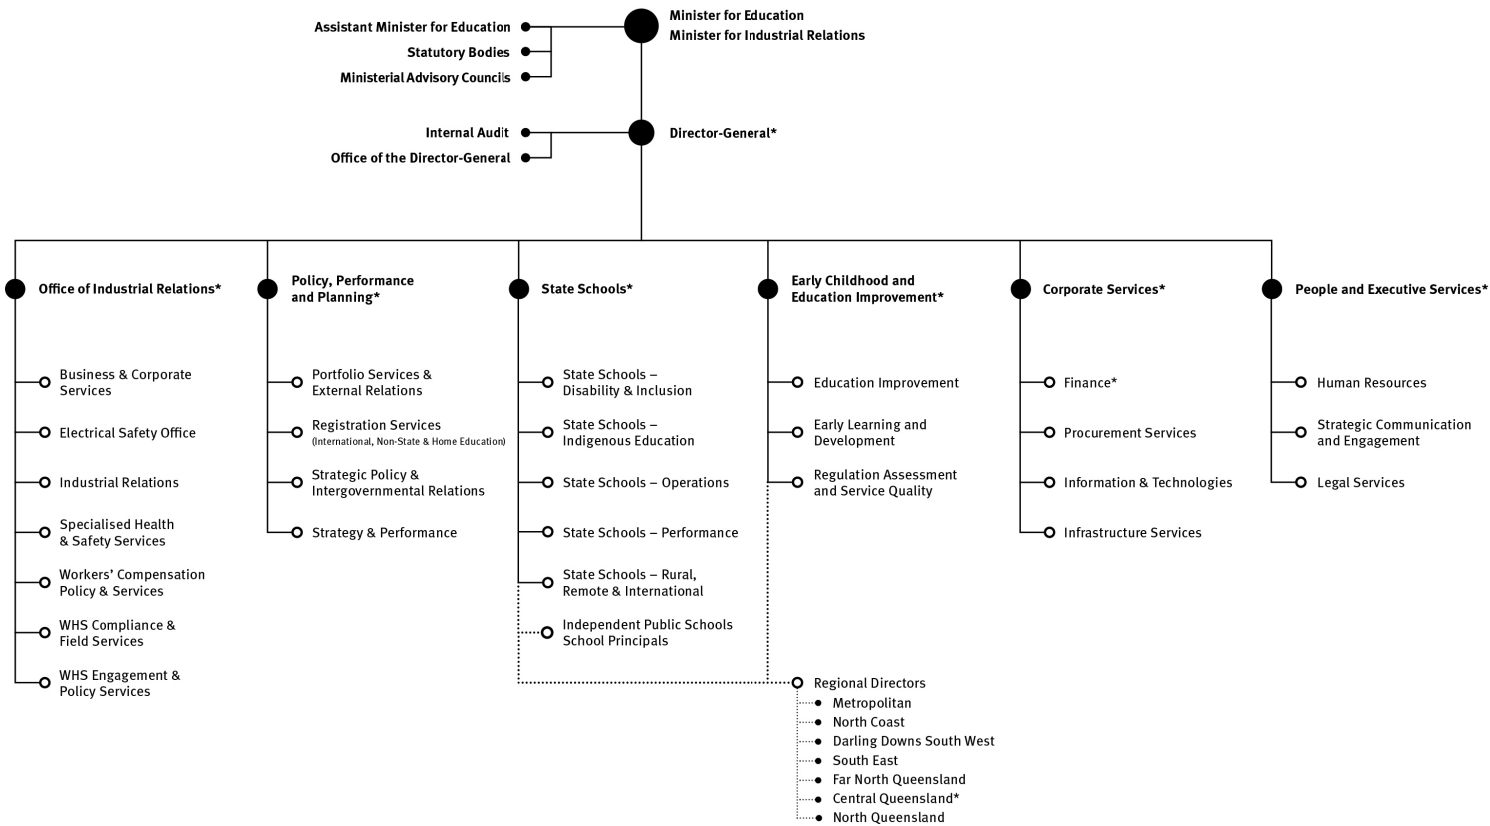 Minister for Education
Minister for Industrial Relations
Assistant Minister for Education
Statutory Bodies
Ministerial Advisory Councils
Internal Audit
Office of the Director-General
Director-General*
Office of Industrial Relations*
Business & Corporate
Services
Electrical Safety Office
Industrial Relations
Specialised Health
& Safety Services
Workers' Compensation
Policy & Services
WHS Compliance &
Field Services
WHS Engagement &
Policy Services
Policy, Performance
and Planning*
Portfolio Services &
External Relations
Registration Services
(International, Non-State & Home Education)
Strategic Policy &
Intergovernmental Relations
Strategy & Performance
State Schools*
State Schools –
Disability & Inclusion
State Schools –
Indigenous Education
State Schools – Operations
State Schools – Performance
State Schools – Rural,
Remote & International
Independent Public Schools
School Principals
Early Childhood and
Education Improvement*
Education Improvement
Early Learning and
Development
Regulation Assessment
and Service Quality
Regional Directors
Metropolitan
North Coast
Darling Downs South West
South East
Far North Queensland
Central Queensland*
North Queensland
Corporate Services*
Finance*
Procurement Services
Information & Technologies
Infrastructure Services
People and Executive Services*
Human Resources
Strategic Communication
and Engagement
Legal Services